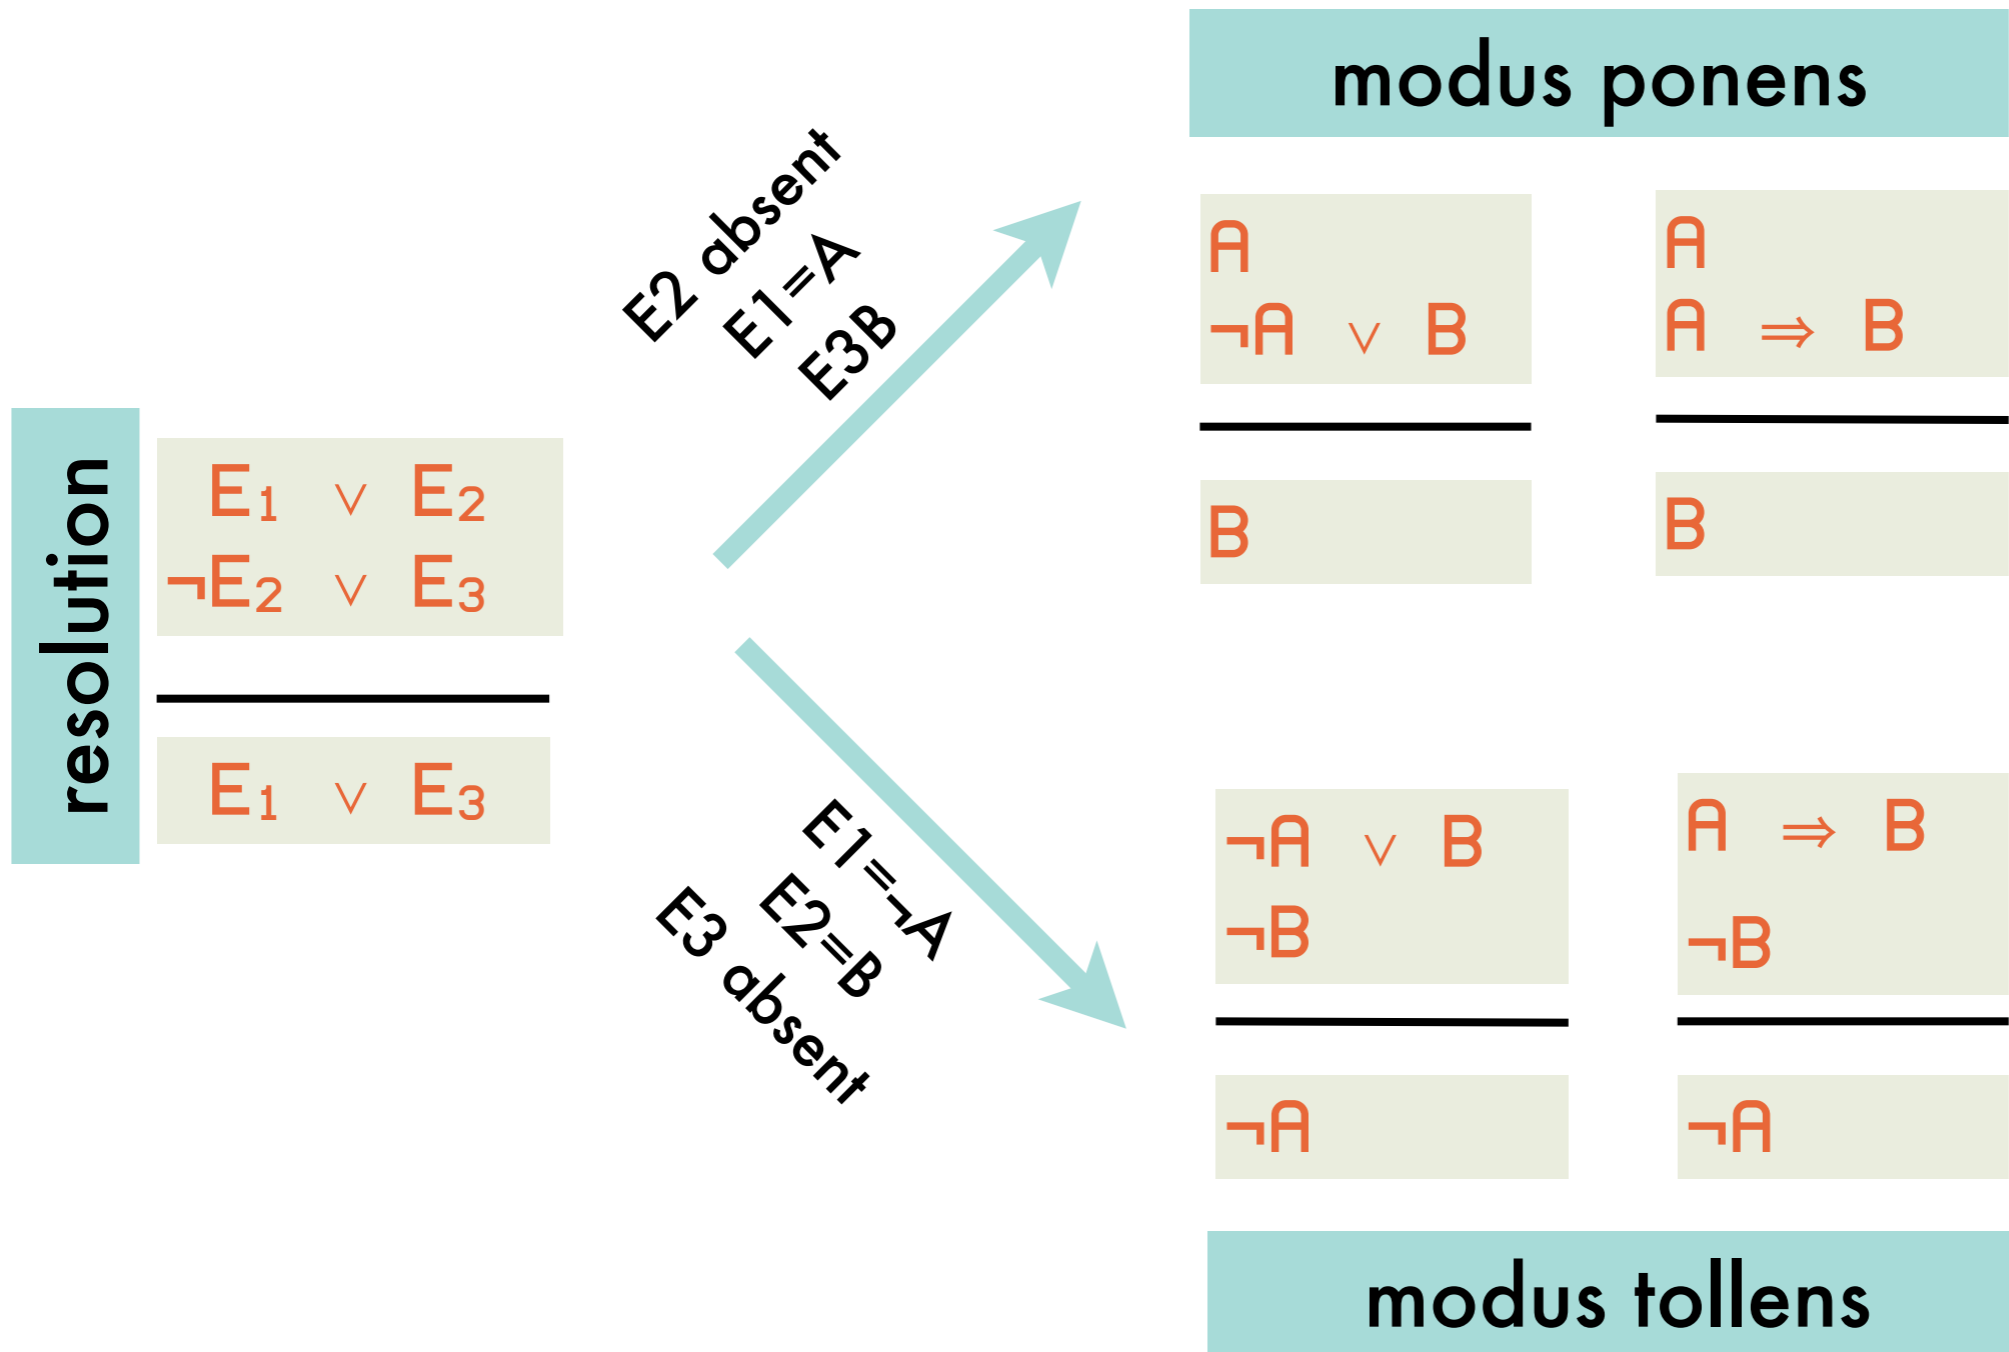 resolution
E₁ ∨ E₂
¬E₂ ∨ E₃
E₁ ∨ E₃
E2 absent
E1=A
E3B
modus ponens
A
¬A ∨ B
B
A
A ⇒ B
B
E1=¬A
E2=B
E3 absent
¬A ∨ B
¬B
¬A
A ⇒ B
¬B
¬A
modus tollens